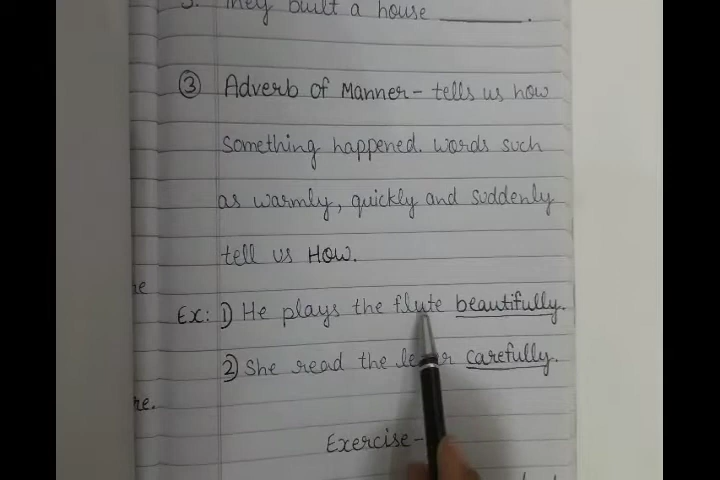 They built a house ______.
③ Adverb of Manner- tells us how
something happened. words such
as warmly, quickly and suddenly
tell us HOW.
Ex: 1) He plays the flute beautifully.
2) She read the carefully.
Exercise-